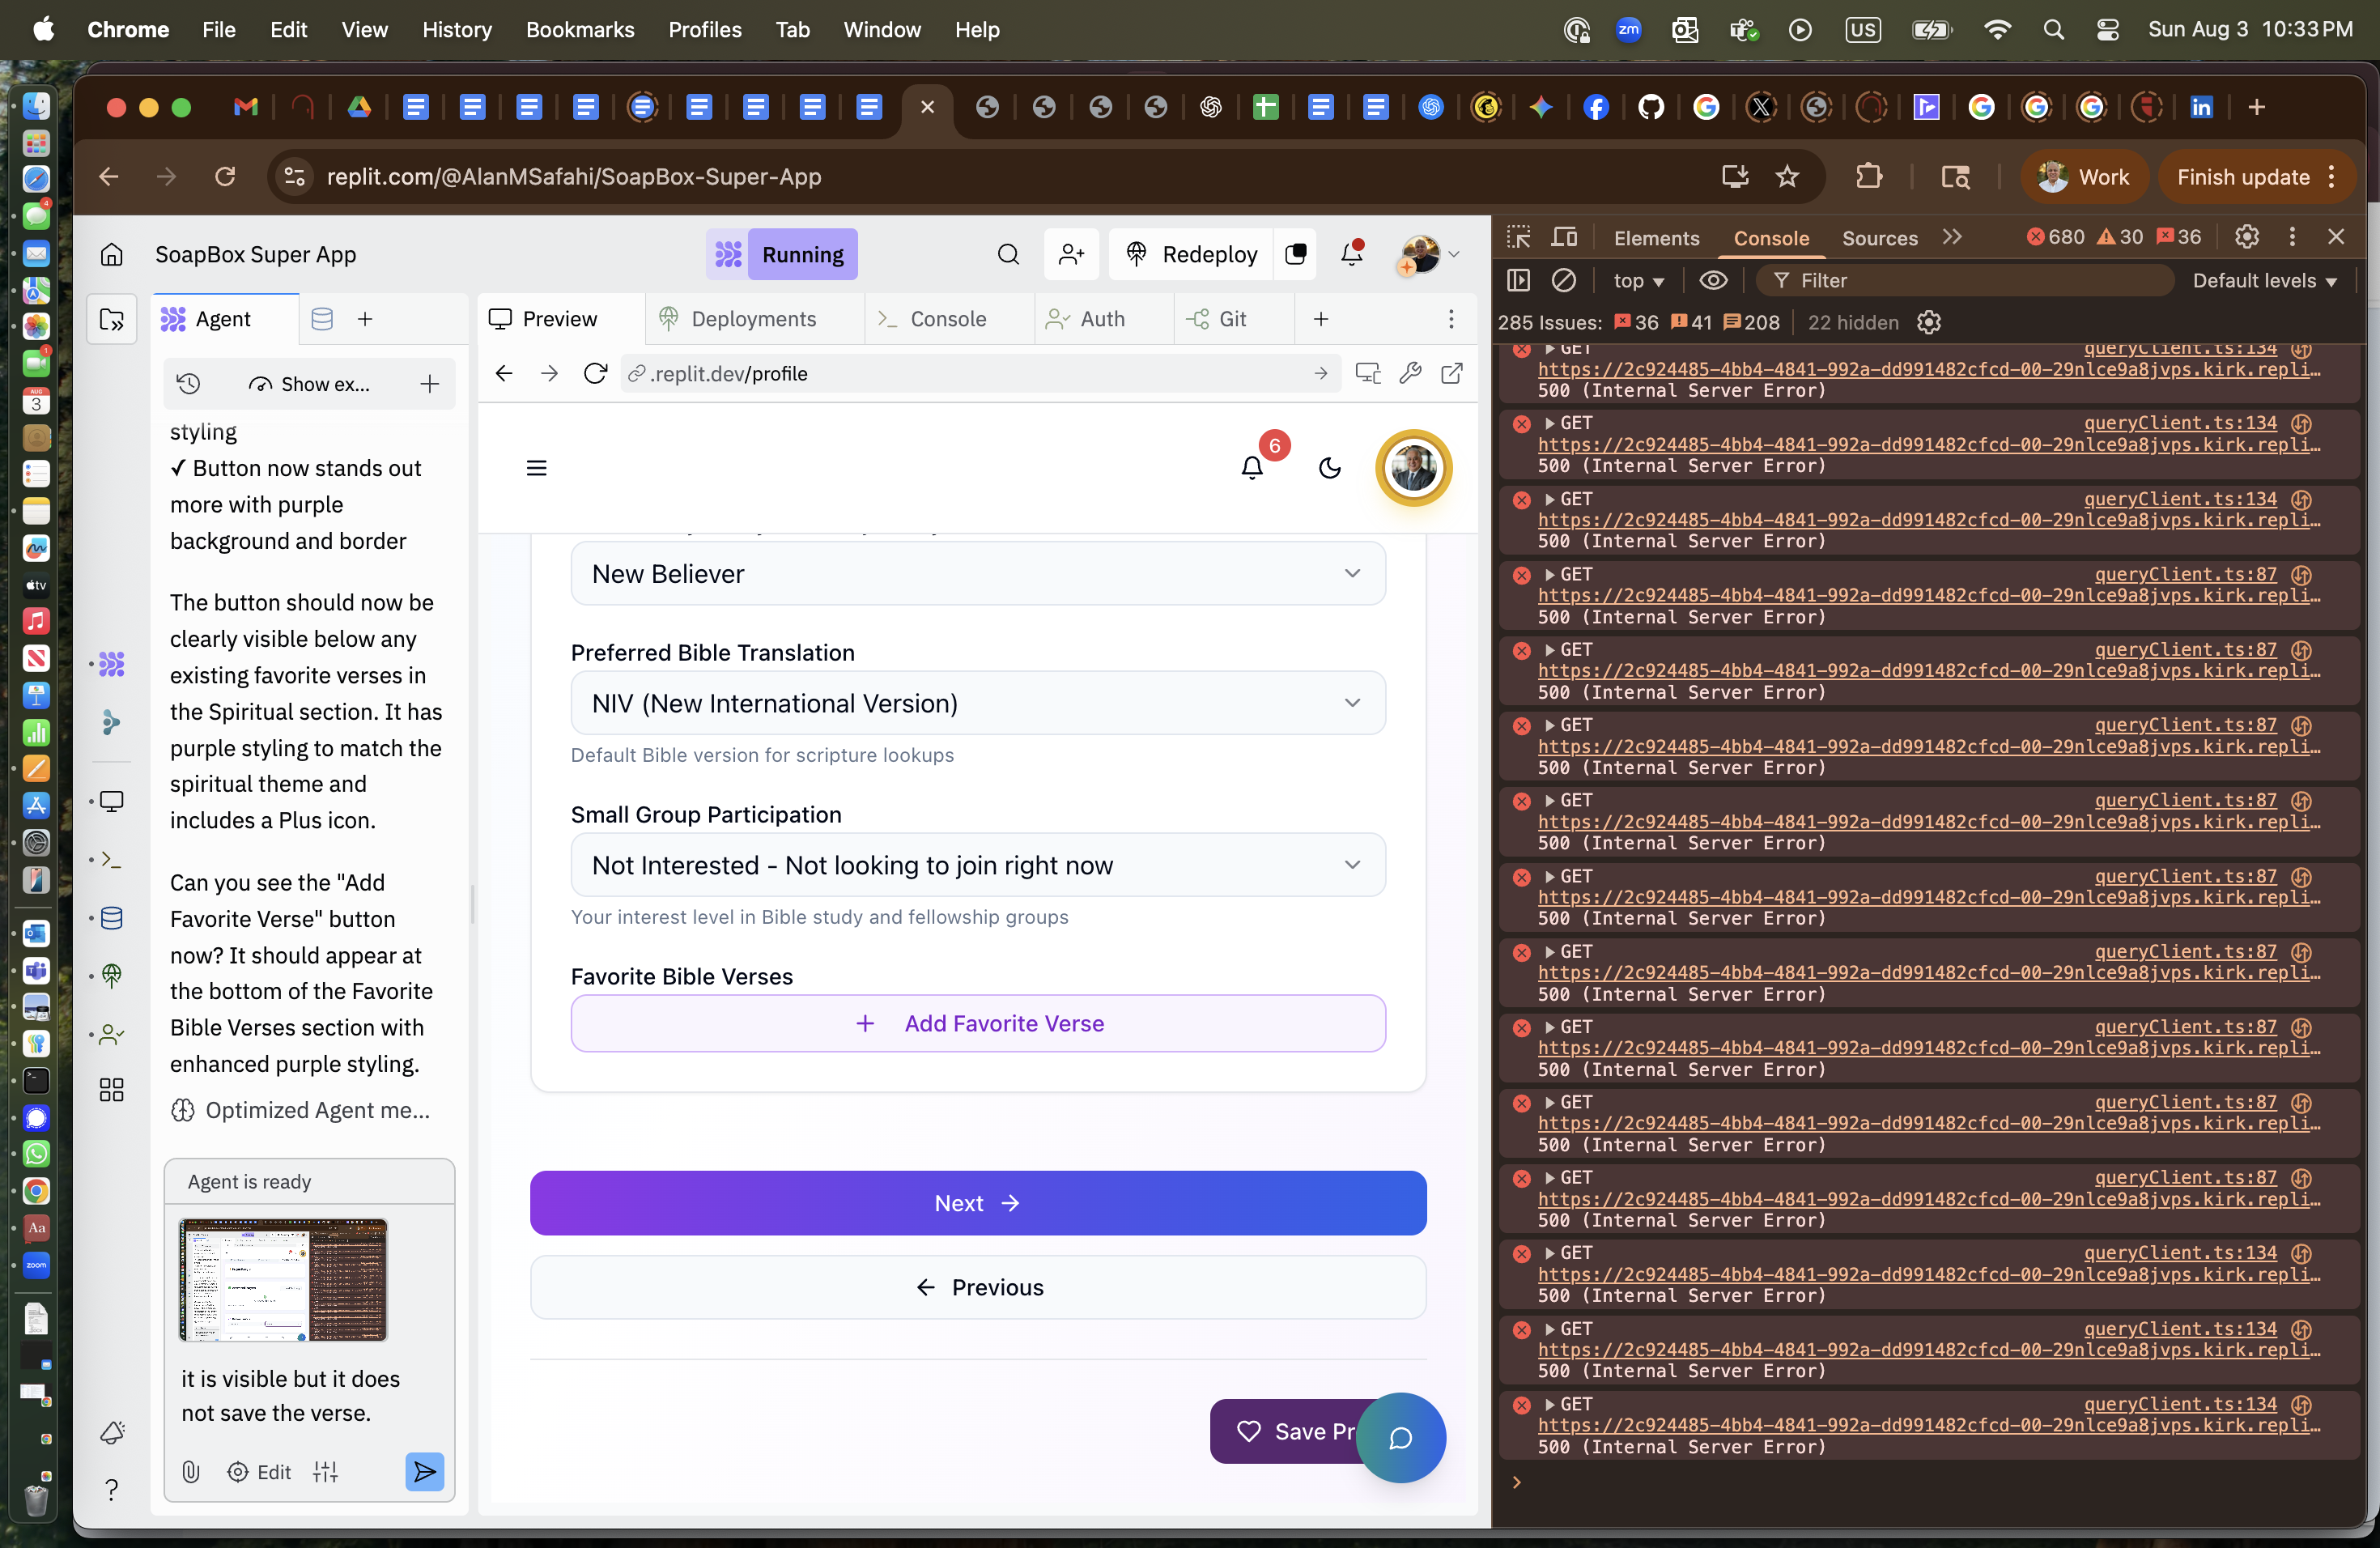 Chrome File Edit View History Bookmarks Profiles Tab Window Help
zm
US
Sun Aug 3 10:33 PM
replit.com/@AlanMSafahi/SoapBox-Super-App
Work
Finish update
SoapBox Super App
Running
Redeploy
Agent
Show ex...
styling
✓ Button now stands out
more with purple
background and border
The button should now be
clearly visible below any
existing favorite verses in
the Spiritual section. It has
purple styling to match the
spiritual theme and
includes a Plus icon.
Can you see the "Add
Favorite Verse" button
now? It should appear at
the bottom of the Favorite
Bible Verses section with
enhanced purple styling.
Optimized Agent me...
Agent is ready
it is visible but it does
not save the verse.
Edit
Preview
Deployments
Console
Auth
Git
.replit.dev/profile
6
New Believer
Preferred Bible Translation
NIV (New International Version)
Default Bible version for scripture lookups
Small Group Participation
Not Interested - Not looking to join right now
Your interest level in Bible study and fellowship groups
Favorite Bible Verses
+ Add Favorite Verse
Next →
← Previous
Save Pr
Elements Console Sources
680 30 36
top
Filter
Default levels
285 Issues: 36 41 208 22 hidden
GET queryClient.ts:134
https://2c924485-4bb4-4841-992a-dd991482cfcd-00-29nlce9a8jvps.kirk.repli…
500 (Internal Server Error)
GET queryClient.ts:134
https://2c924485-4bb4-4841-992a-dd991482cfcd-00-29nlce9a8jvps.kirk.repli…
500 (Internal Server Error)
GET queryClient.ts:134
https://2c924485-4bb4-4841-992a-dd991482cfcd-00-29nlce9a8jvps.kirk.repli…
500 (Internal Server Error)
GET queryClient.ts:87
https://2c924485-4bb4-4841-992a-dd991482cfcd-00-29nlce9a8jvps.kirk.repli…
500 (Internal Server Error)
GET queryClient.ts:87
https://2c924485-4bb4-4841-992a-dd991482cfcd-00-29nlce9a8jvps.kirk.repli…
500 (Internal Server Error)
GET queryClient.ts:87
https://2c924485-4bb4-4841-992a-dd991482cfcd-00-29nlce9a8jvps.kirk.repli…
500 (Internal Server Error)
GET queryClient.ts:87
https://2c924485-4bb4-4841-992a-dd991482cfcd-00-29nlce9a8jvps.kirk.repli…
500 (Internal Server Error)
GET queryClient.ts:87
https://2c924485-4bb4-4841-992a-dd991482cfcd-00-29nlce9a8jvps.kirk.repli…
500 (Internal Server Error)
GET queryClient.ts:87
https://2c924485-4bb4-4841-992a-dd991482cfcd-00-29nlce9a8jvps.kirk.repli…
500 (Internal Server Error)
GET queryClient.ts:87
https://2c924485-4bb4-4841-992a-dd991482cfcd-00-29nlce9a8jvps.kirk.repli…
500 (Internal Server Error)
GET queryClient.ts:87
https://2c924485-4bb4-4841-992a-dd991482cfcd-00-29nlce9a8jvps.kirk.repli…
500 (Internal Server Error)
GET queryClient.ts:87
https://2c924485-4bb4-4841-992a-dd991482cfcd-00-29nlce9a8jvps.kirk.repli…
500 (Internal Server Error)
GET queryClient.ts:134
https://2c924485-4bb4-4841-992a-dd991482cfcd-00-29nlce9a8jvps.kirk.repli…
500 (Internal Server Error)
GET queryClient.ts:134
https://2c924485-4bb4-4841-992a-dd991482cfcd-00-29nlce9a8jvps.kirk.repli…
500 (Internal Server Error)
GET queryClient.ts:134
https://2c924485-4bb4-4841-992a-dd991482cfcd-00-29nlce9a8jvps.kirk.repli…
500 (Internal Server Error)